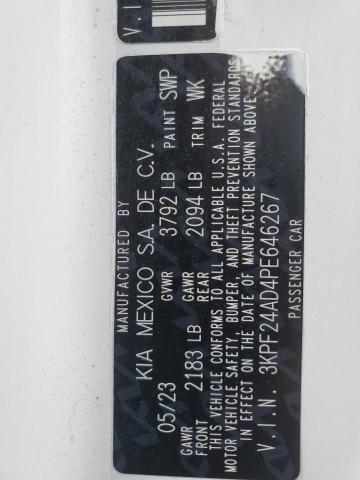 V.I
MANUFACTURED BY
KIA MEXICO S.A. DE C.V.
05/23 GVWR 3792 LB PAINT SWP
GAWR FRONT 2183 LB GAWR REAR 2094 LB TRIM WK
THIS VEHICLE CONFORMS TO ALL APPLICABLE U.S.A. FEDERAL
MOTOR VEHICLE SAFETY, BUMPER, AND THEFT PREVENTION STANDARDS
IN EFFECT ON THE DATE OF MANUFACTURE SHOWN ABOVE
V.I.N. 3KPF24AD4PE646267
PASSENGER CAR